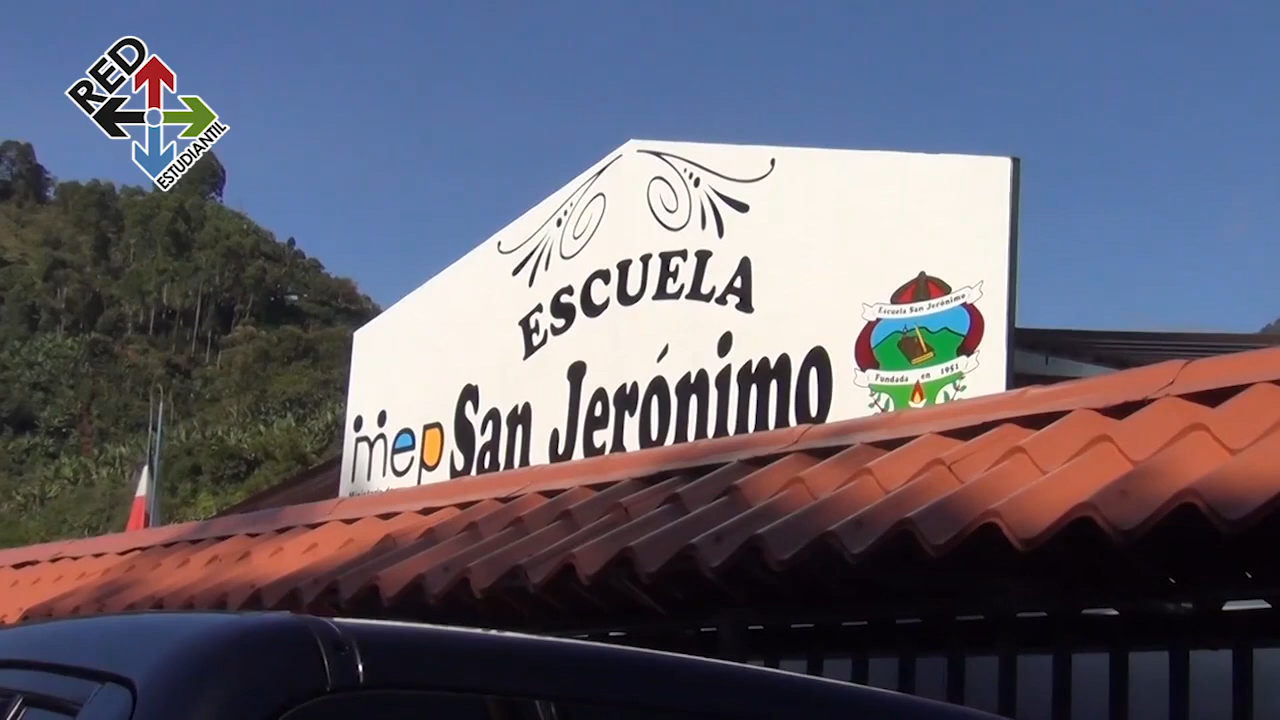 RED
ESTUDIANTIL
ESCUELA
San Jerónimo
mep
Escuela San Jerónimo
Fundada en 1951